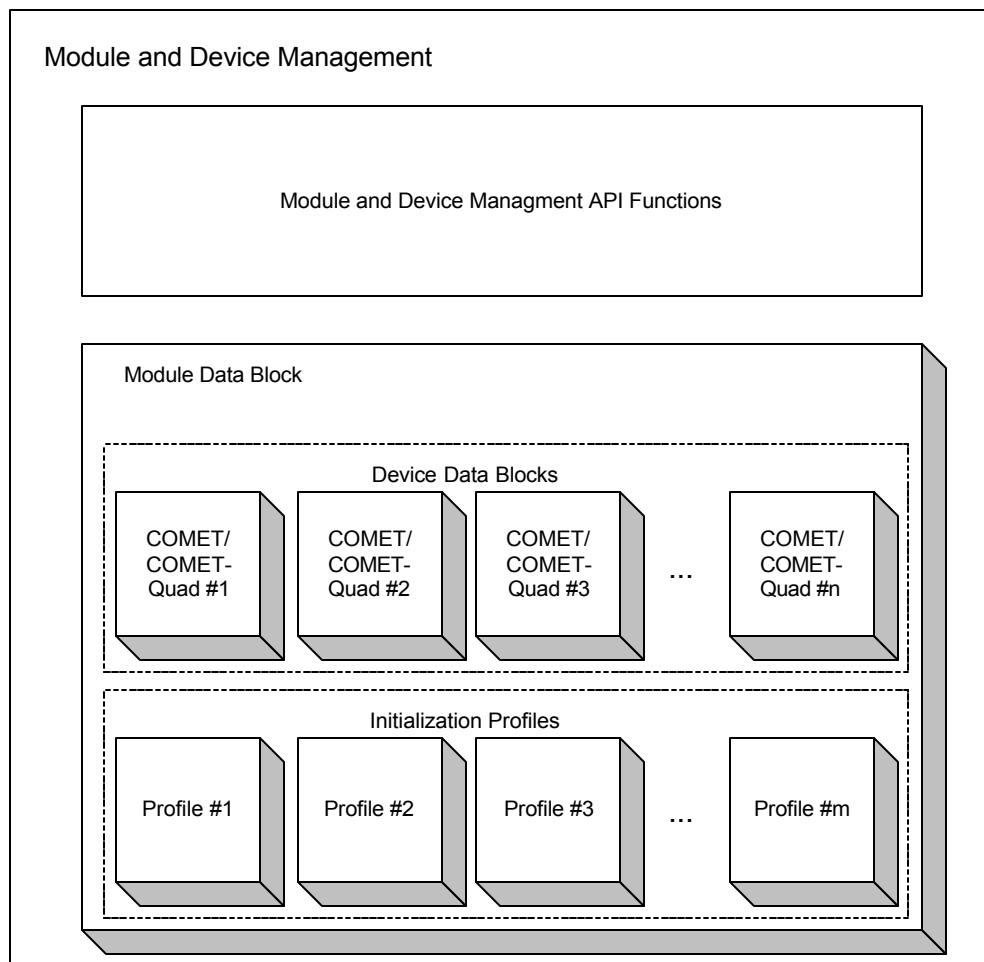 Module and Device Management
Module and Device Managment API Functions
Module Data Block
Device Data Blocks
COMET/
COMET-
Quad #1
COMET/
COMET-
Quad #2
COMET/
COMET-
Quad #3
...
COMET/
COMET-
Quad #n
Initialization Profiles
Profile #1
Profile #2
Profile #3
...
Profile #m